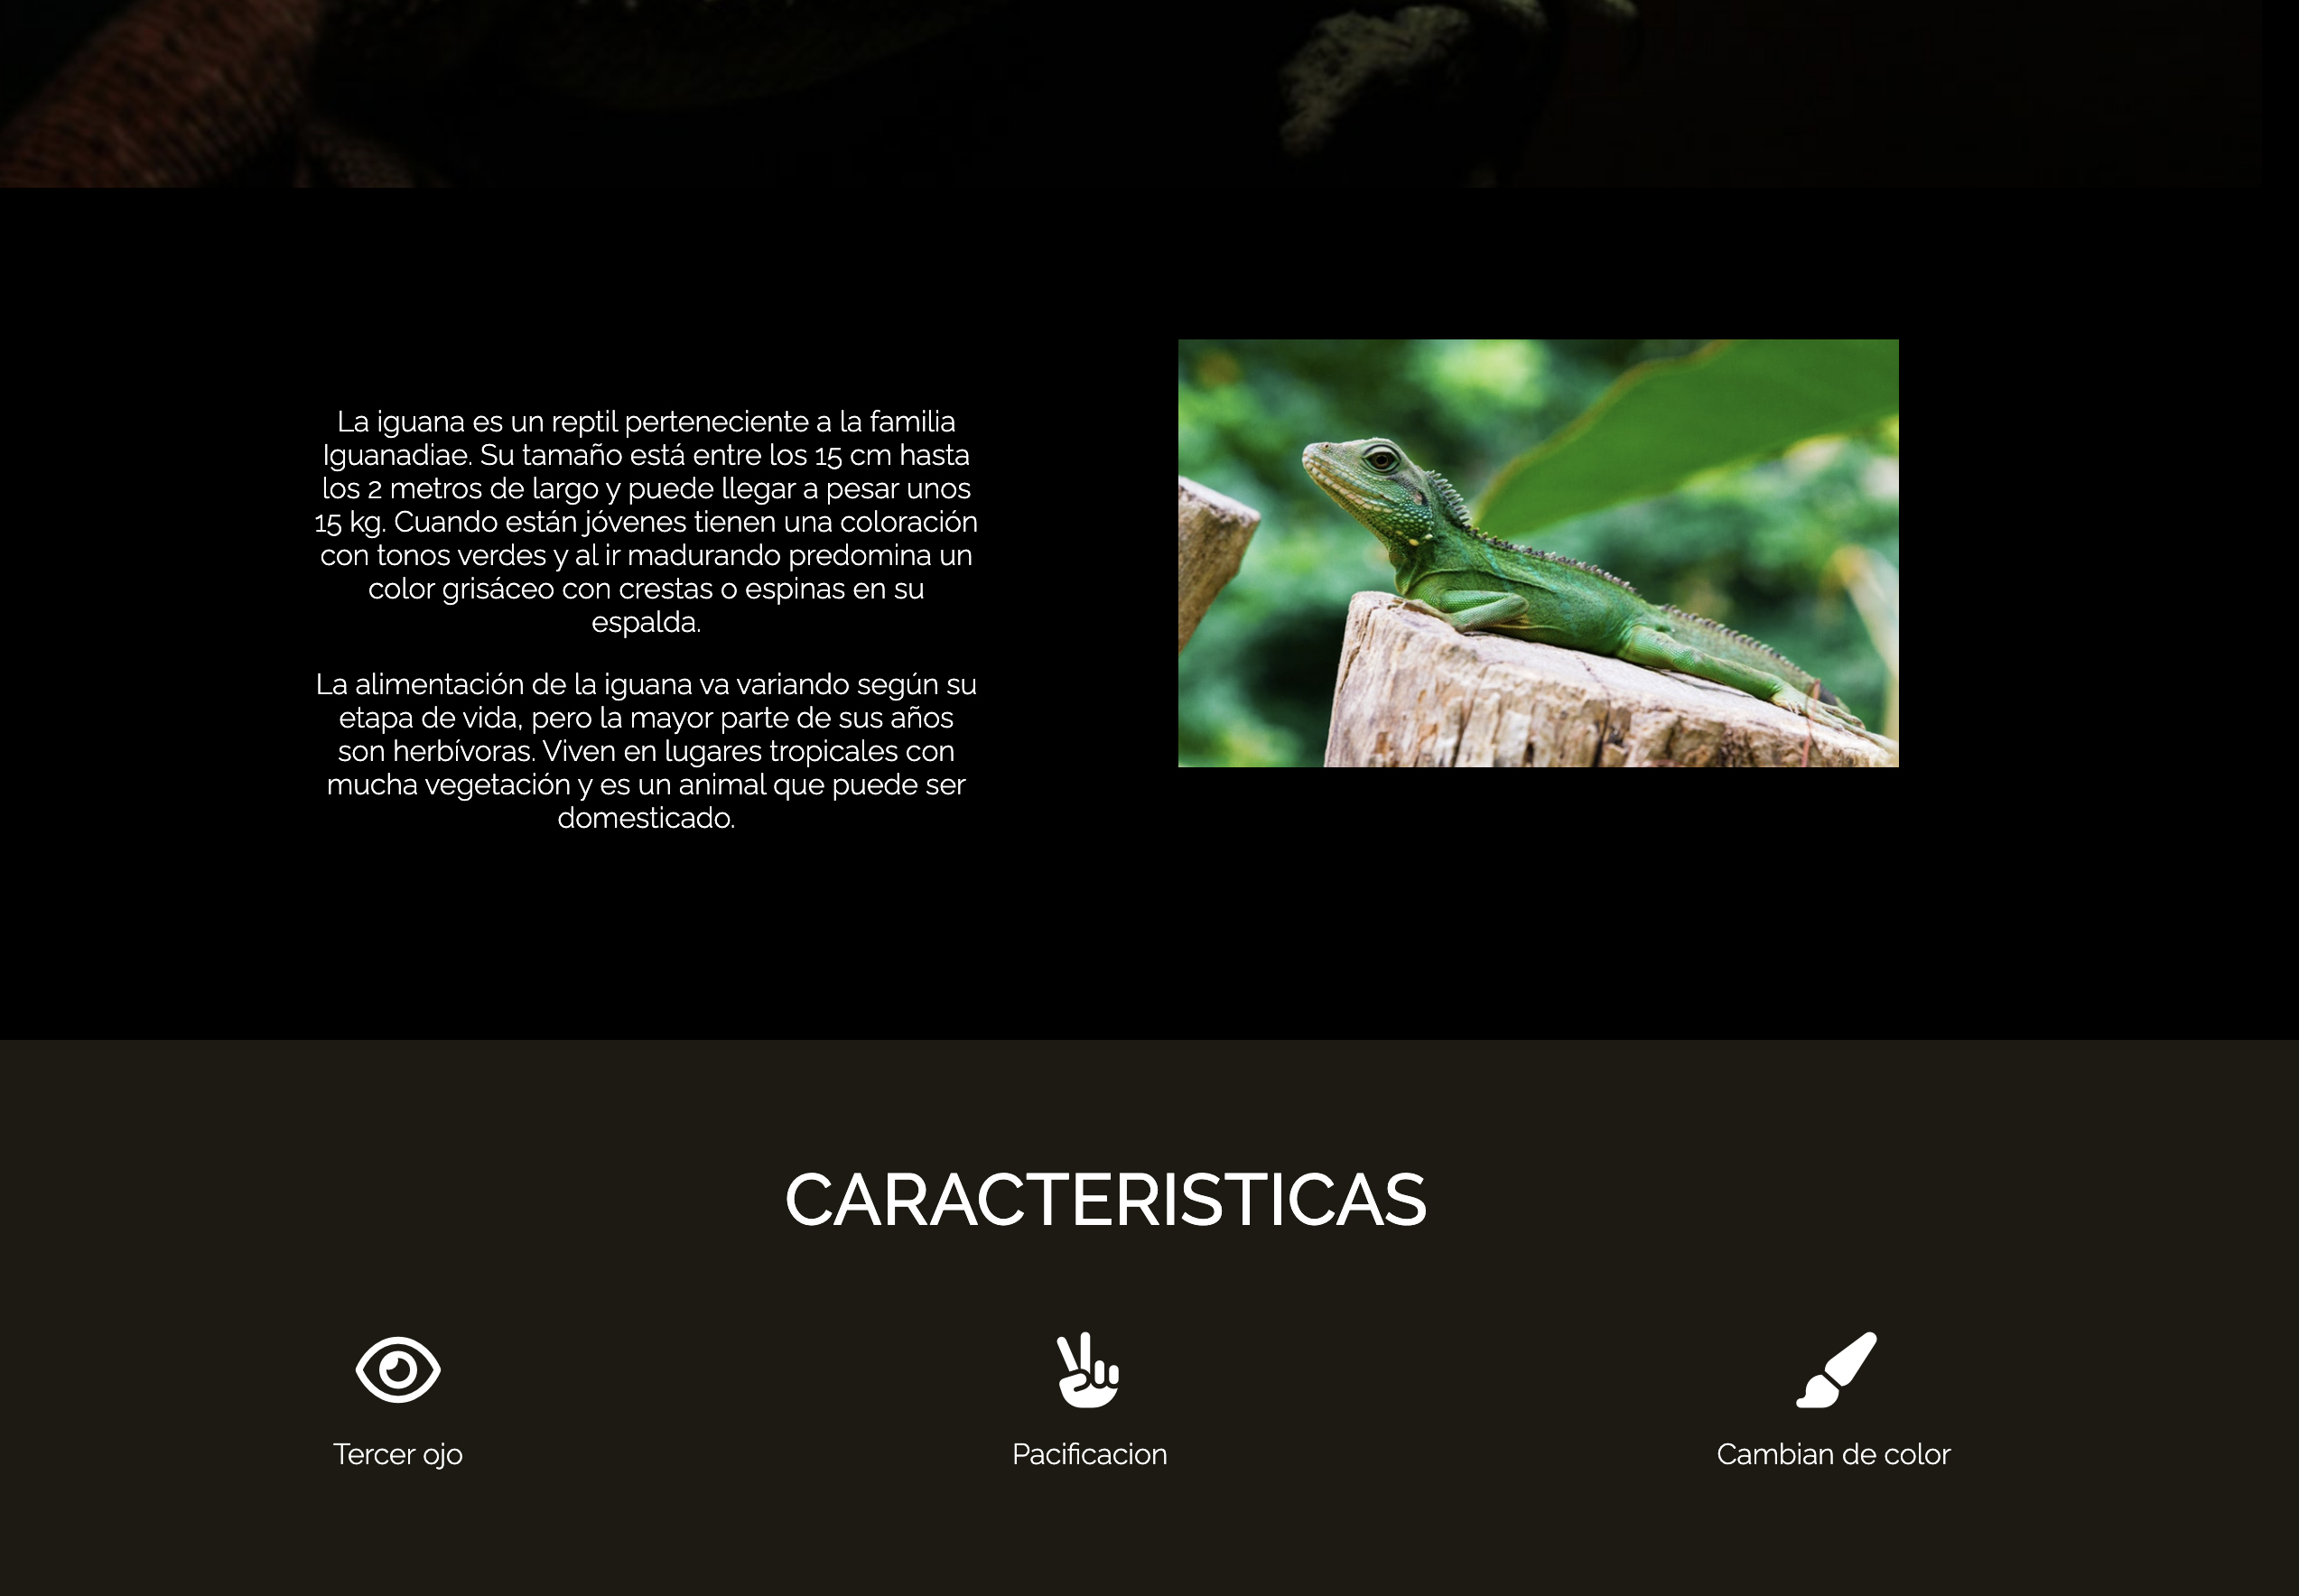 La iguana es un reptil perteneciente a la familia
Iguanadiae. Su tamaño está entre los 15 cm hasta
los 2 metros de largo y puede llegar a pesar unos
15 kg. Cuando están jóvenes tienen una coloración
con tonos verdes y al ir madurando predomina un
color grisáceo con crestas o espinas en su
espalda.
La alimentación de la iguana va variando según su
etapa de vida, pero la mayor parte de sus años
son herbívoras. Viven en lugares tropicales con
mucha vegetación y es un animal que puede ser
domesticado.
CARACTERISTICAS
Tercer ojo
Pacificacion
Cambian de color